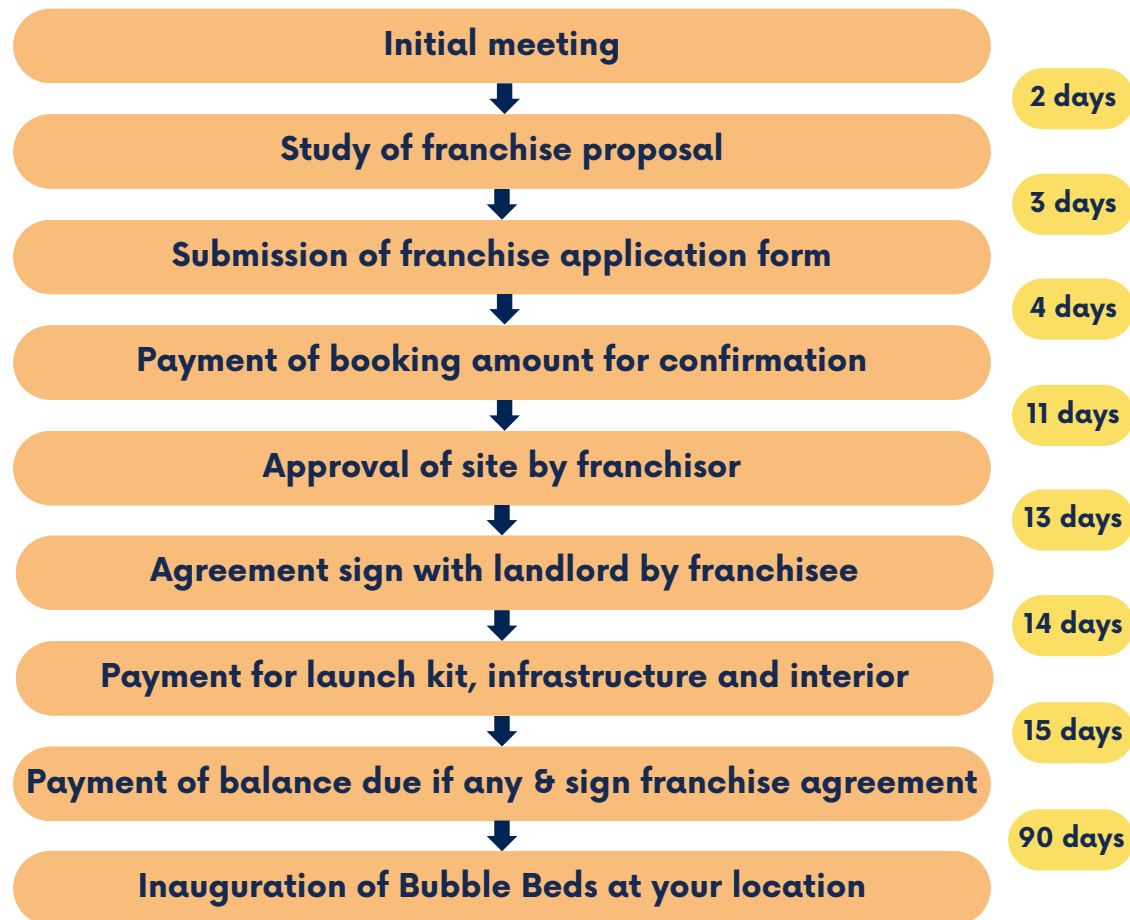 Initial meeting
2 days
Study of franchise proposal
3 days
Submission of franchise application form
4 days
Payment of booking amount for confirmation
11 days
Approval of site by franchisor
13 days
Agreement sign with landlord by franchisee
14 days
Payment for launch kit, infrastructure and interior
15 days
Payment of balance due if any & sign franchise agreement
90 days
Inauguration of Bubble Beds at your location